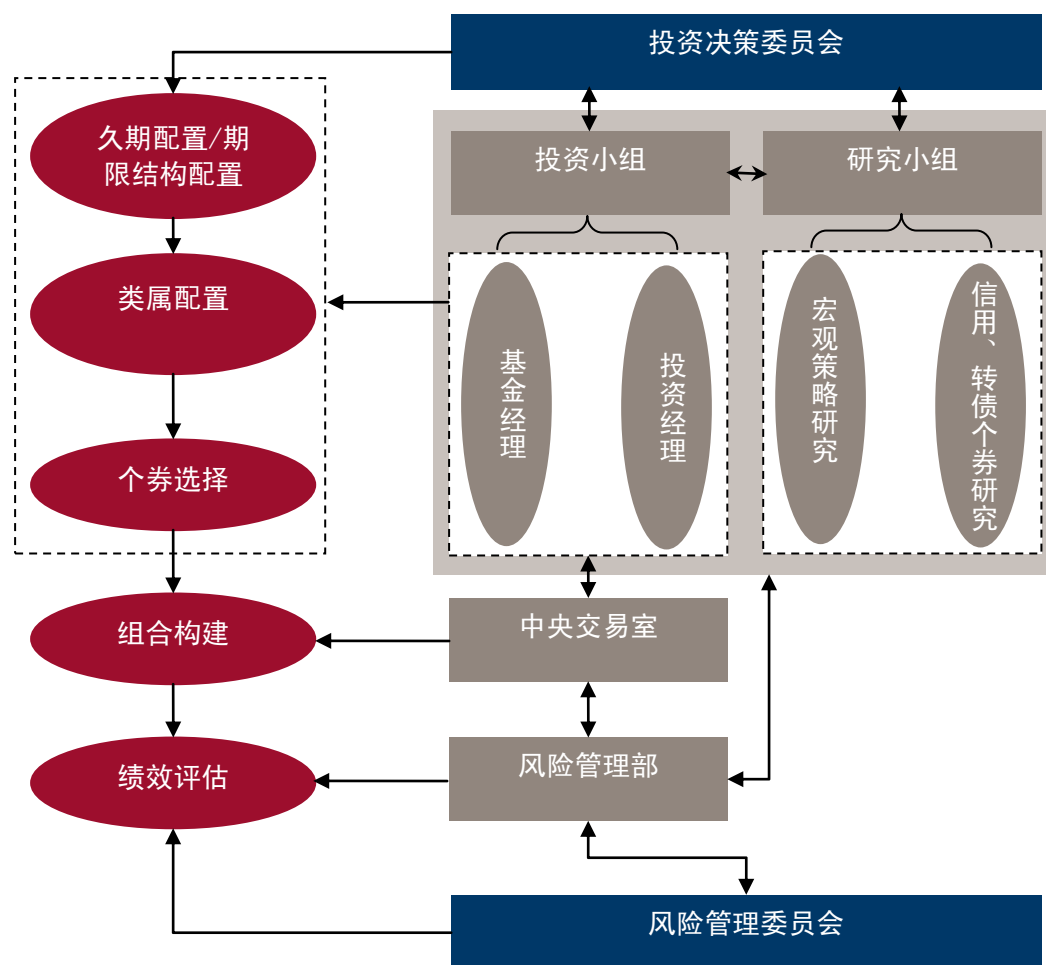 投资决策委员会
久期配置/期
限结构配置
投资小组
研究小组
类属配置
基金经理
投资经理
宏观策略研究
信用、转债个券研究
个券选择
组合构建
中央交易室
绩效评估
风险管理部
风险管理委员会